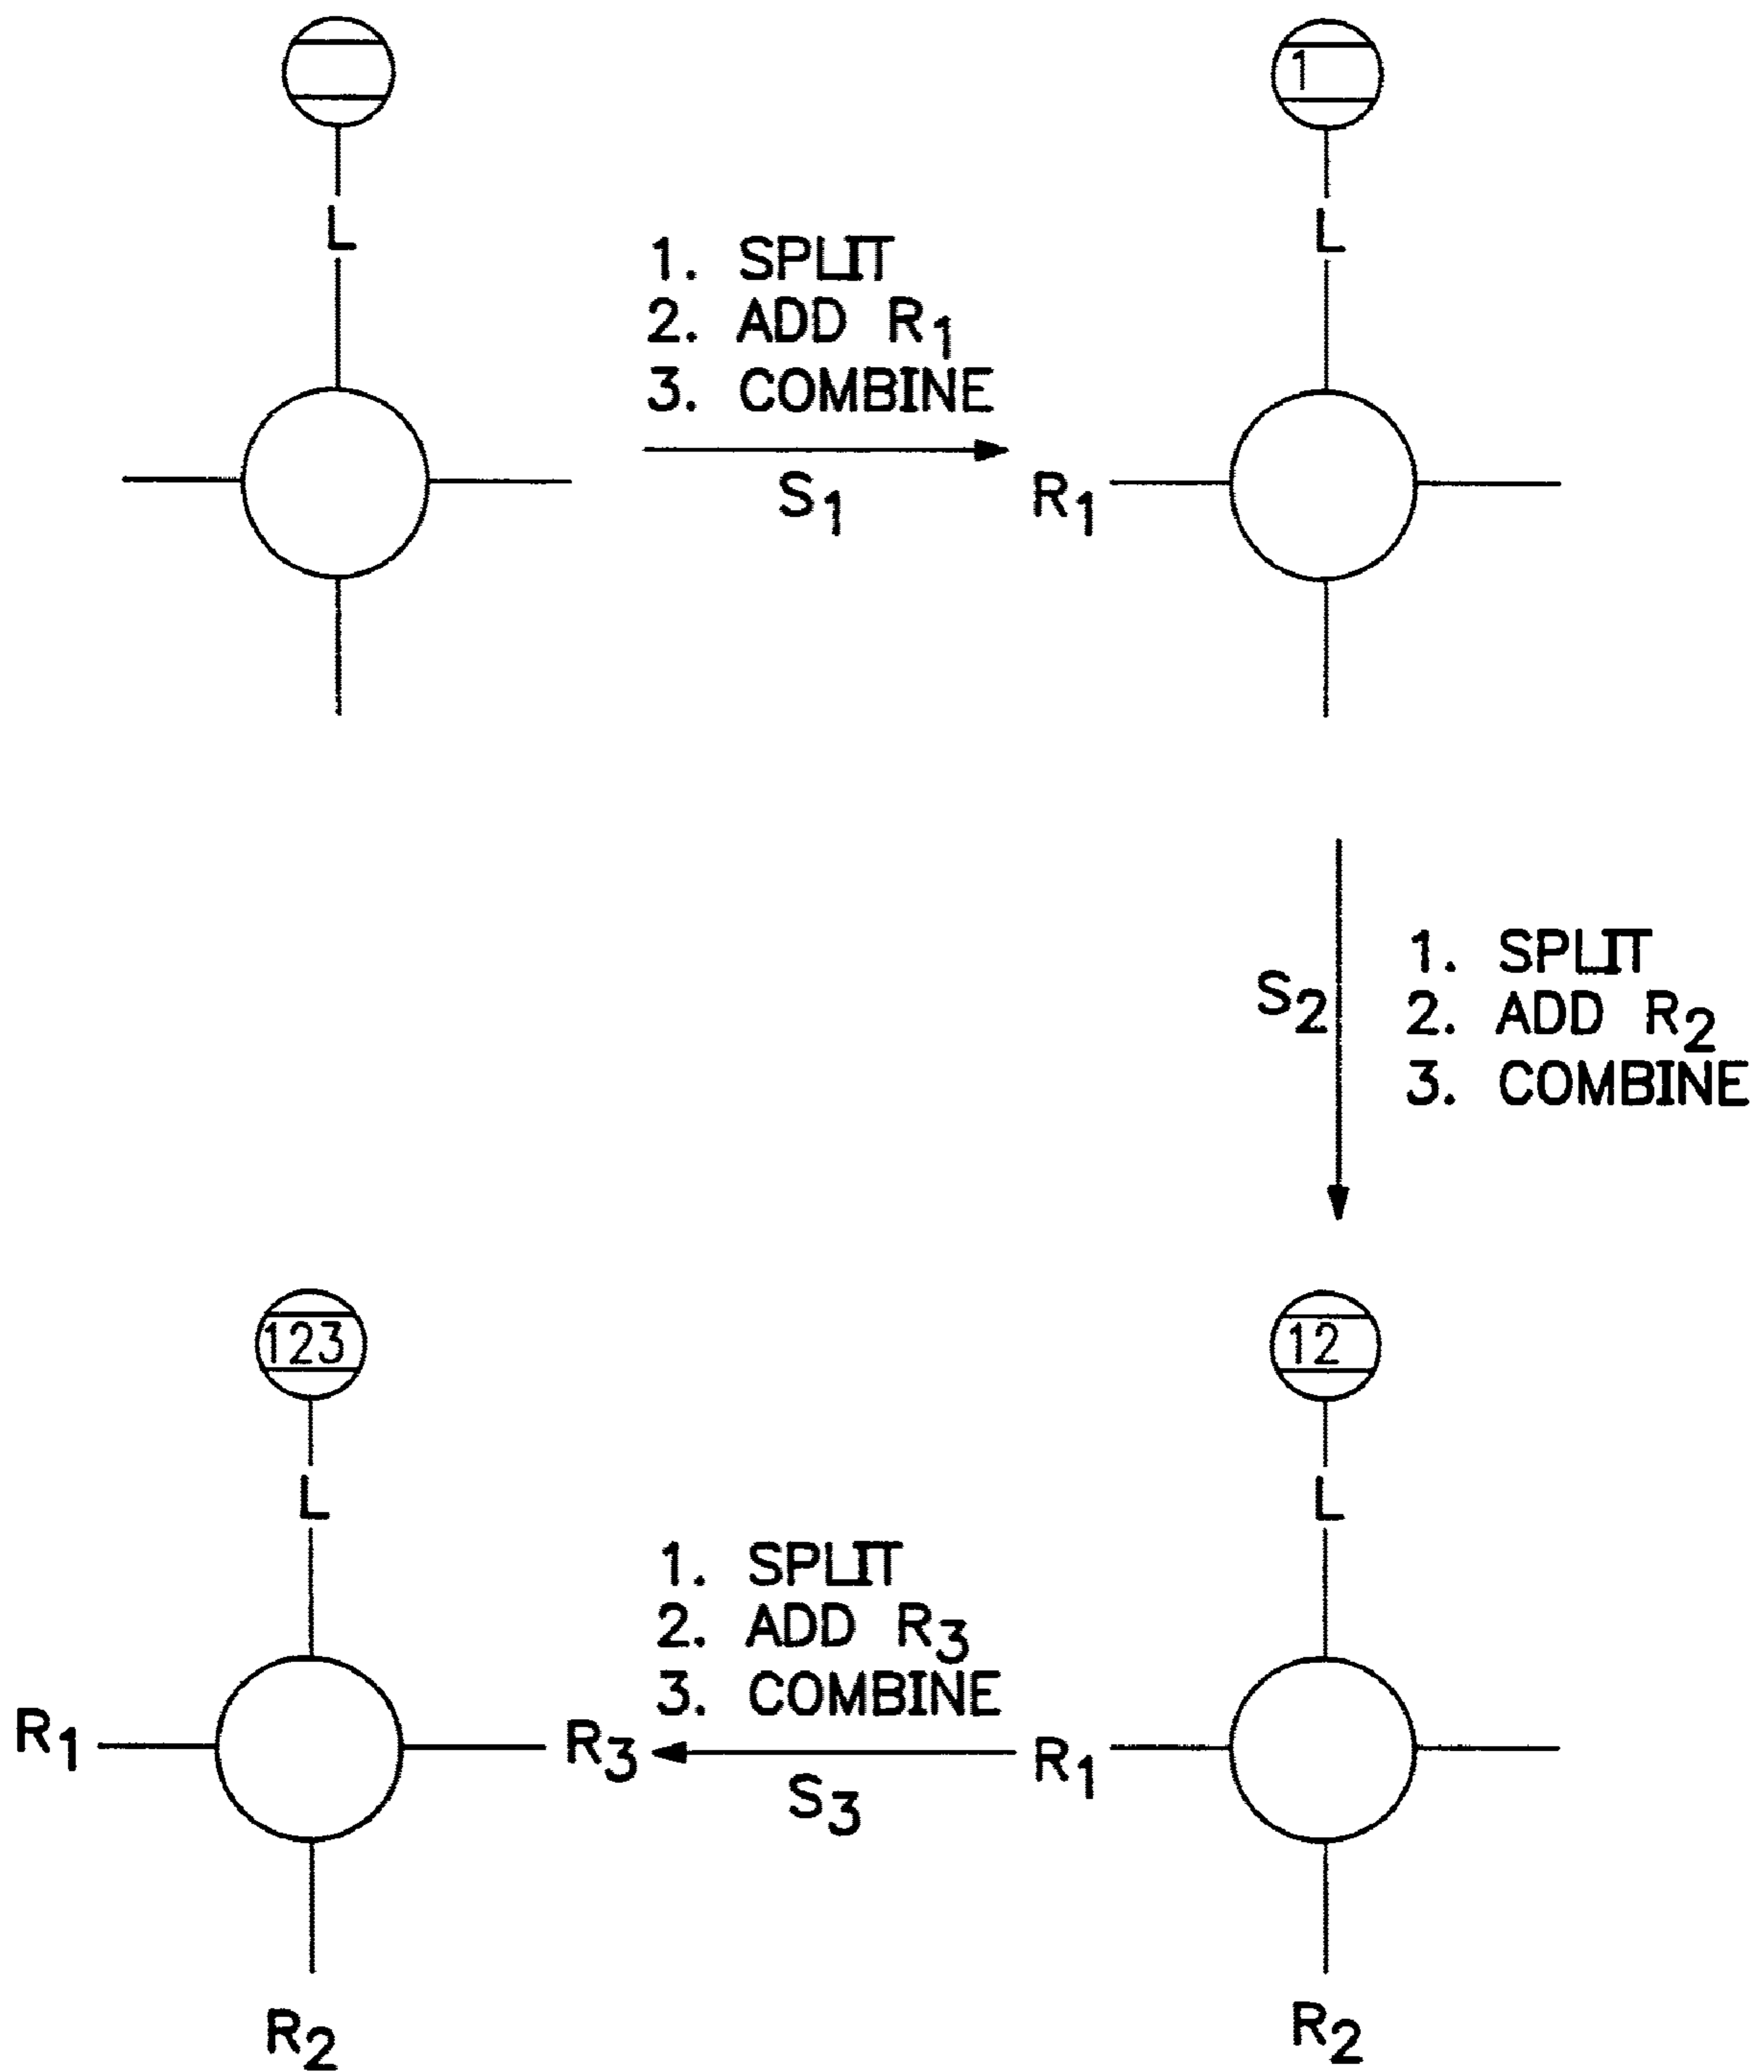 1
L
L
1. SPLIT
2. ADD R₁
3. COMBINE
S₁
R₁
S₂
1. SPLIT
2. ADD R₂
3. COMBINE
123
12
L
L
1. SPLIT
2. ADD R₃
3. COMBINE
R₁
R₃
S₃
R₁
R₂
R₂